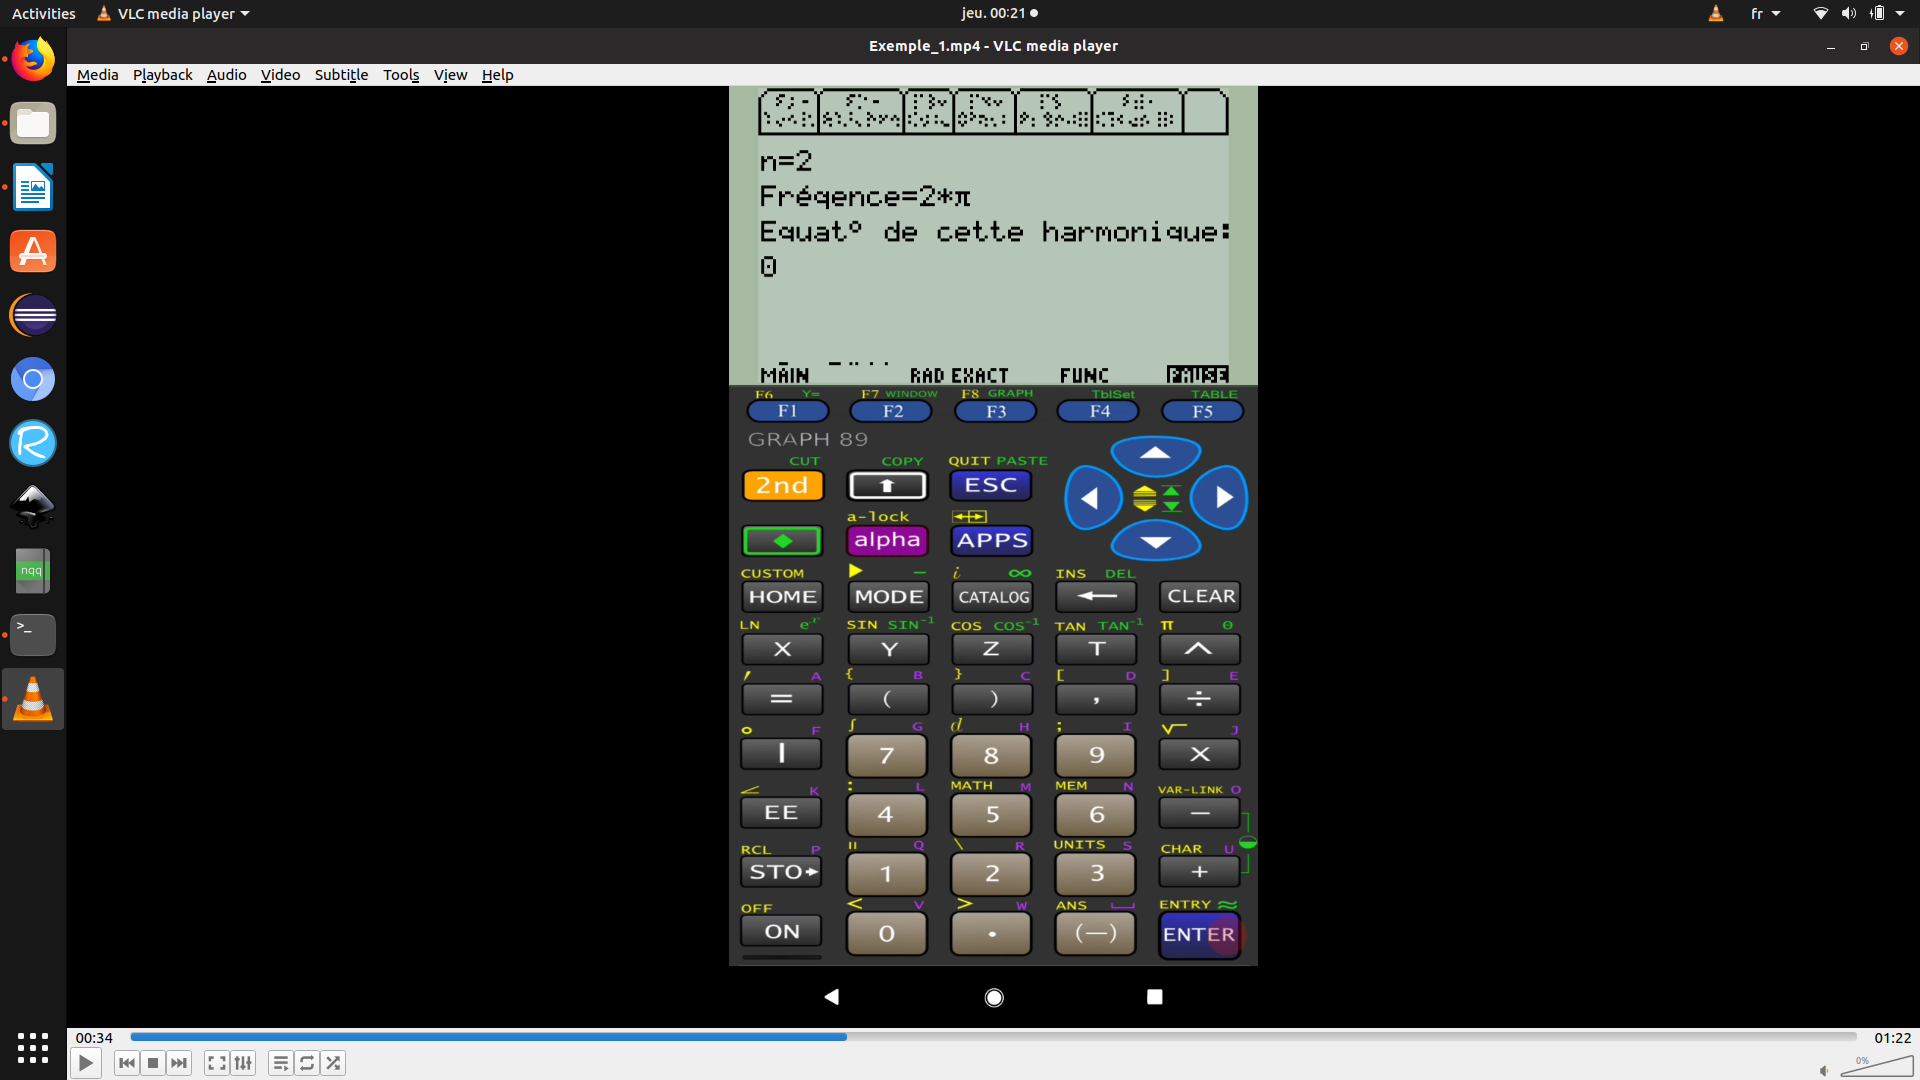 Activities VLC media player jeu. 00:21 fr
Exemple_1.mp4 - VLC media player
Media Playback Audio Video Subtitle Tools View Help
n=2
Fréqence=2*π
Equat° de cette harmonique:
0
MAIN RAD EXACT FUNC PAUSE
F6 Y= F7 WINDOW F8 GRAPH TblSet TABLE
F1 F2 F3 F4 F5
GRAPH 89
CUT COPY QUIT PASTE
2nd ESC
a-lock
alpha APPS
CUSTOM i ∞ INS DEL
HOME MODE CATALOG CLEAR
LN eˣ SIN SIN⁻¹ COS COS⁻¹ TAN TAN⁻¹ π θ
X Y Z T ^
' A { B } C [ D ] E
= ( ) , ÷
° F ∫ G d H ; I √ J
| 7 8 9 X
∠ K : L MATH M MEM N VAR-LINK O
EE 4 5 6 −
RCL P " Q \ R UNITS S CHAR U
STO► 1 2 3 +
OFF < V > W ANS ENTRY ≈
ON 0 . (—) ENTER
nqq
>_
00:34 01:22
0%